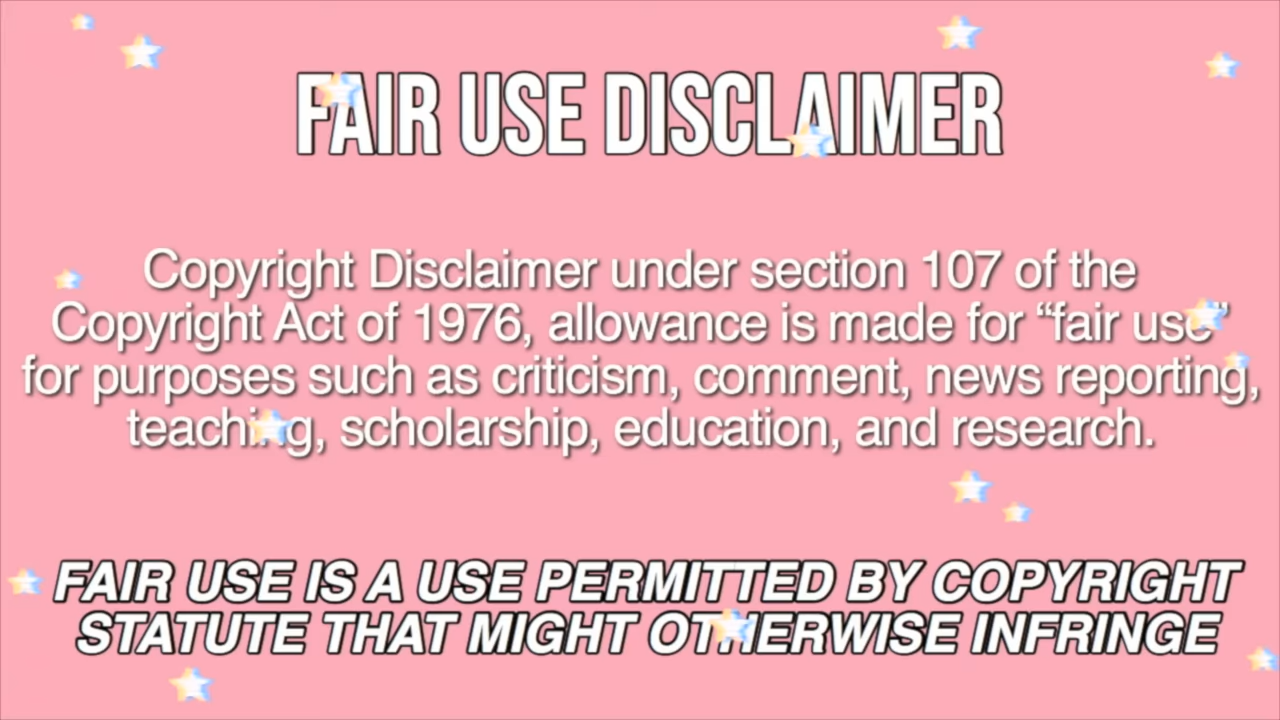 FAIR USE DISCLAIMER
Copyright Disclaimer under section 107 of the
Copyright Act of 1976, allowance is made for “fair use”
for purposes such as criticism, comment, news reporting,
teaching, scholarship, education, and research.
FAIR USE IS A USE PERMITTED BY COPYRIGHT
STATUTE THAT MIGHT OTHERWISE INFRINGE